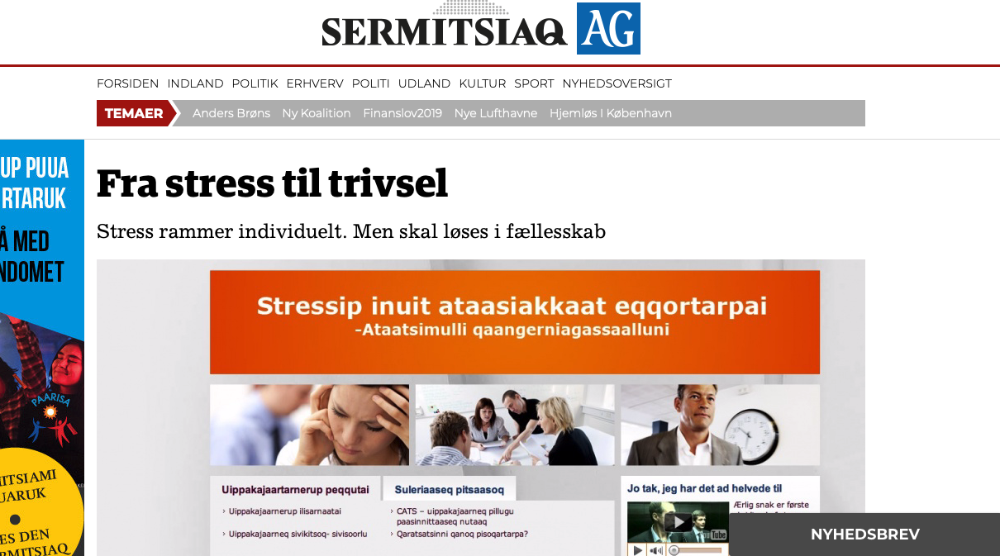 SERMITSIAQ AG
FORSIDEN INDLAND POLITIK ERHVERV POLITI UDLAND KULTUR SPORT NYHEDSOVERSIGT
TEMAER Anders Brøns Ny Koalition Finanslov2019 Nye Lufthavne Hjemløs I København
UP PUUA
RTARUK
Å MED
NDOMET
PAARISA
MITSIAMI
UARUK
ES DEN
ERMITSIAQ
Fra stress til trivsel
Stress rammer individuelt. Men skal løses i fællesskab
Stressip inuit ataasiakkaat eqqortarpai
-Ataatsimulli qaangerniagassaalluni
Uippakajaartarnerup peqqutai
› Uippakajaarnerup ilisarnaatai
› Uippakajaarneq sivikitsoq- sivisoorlu
Suleriaaseq pitsaasoq
› CATS – uippakajaarneq pillugu
paasinnittaaseq nutaaq
› Qaratsatsinni qanoq pisoqartarpa?
Jo tak, jeg har det ad helvede til
Ærlig snak er første
Tube
NYHEDSBREV